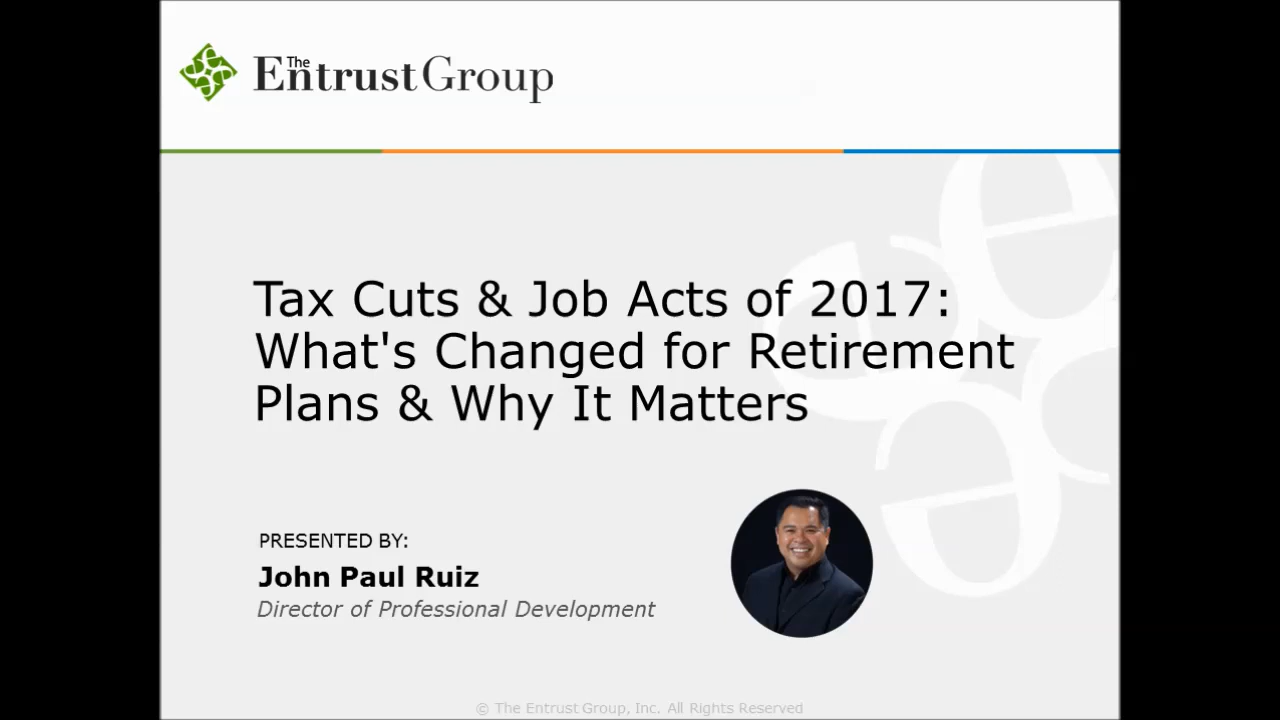 The
Entrust Group
Tax Cuts & Job Acts of 2017:
What's Changed for Retirement
Plans & Why It Matters
PRESENTED BY:
John Paul Ruiz
Director of Professional Development
© The Entrust Group, Inc. All Rights Reserved